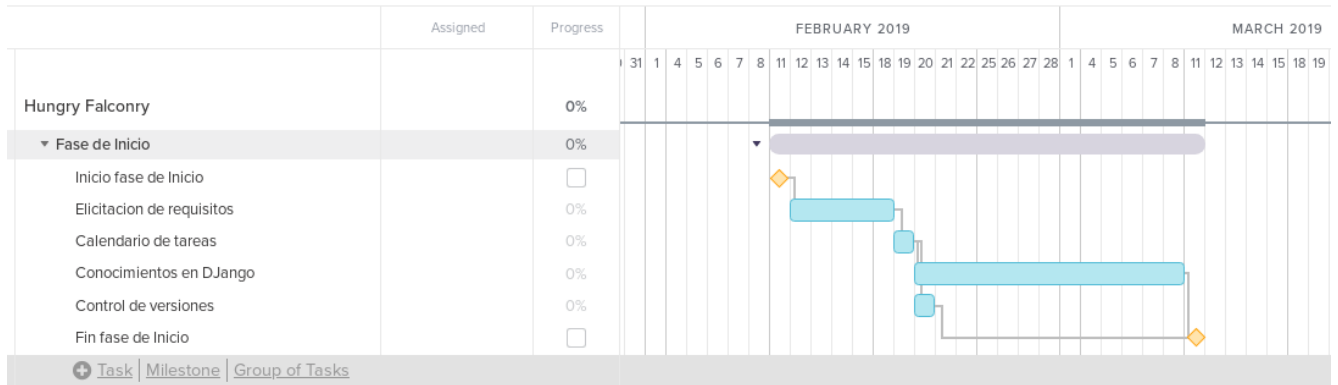 Assigned Progress FEBRUARY 2019 MARCH 2019
31 1 4 5 6 7 8 11 12 13 14 15 18 19 20 21 22 25 26 27 28 1 4 5 6 7 8 11 12 13 14 15 18 19
Hungry Falconry 0%
Fase de Inicio 0%
Inicio fase de Inicio
Elicitacion de requisitos 0%
Calendario de tareas 0%
Conocimientos en DJango 0%
Control de versiones 0%
Fin fase de Inicio
Task Milestone Group of Tasks